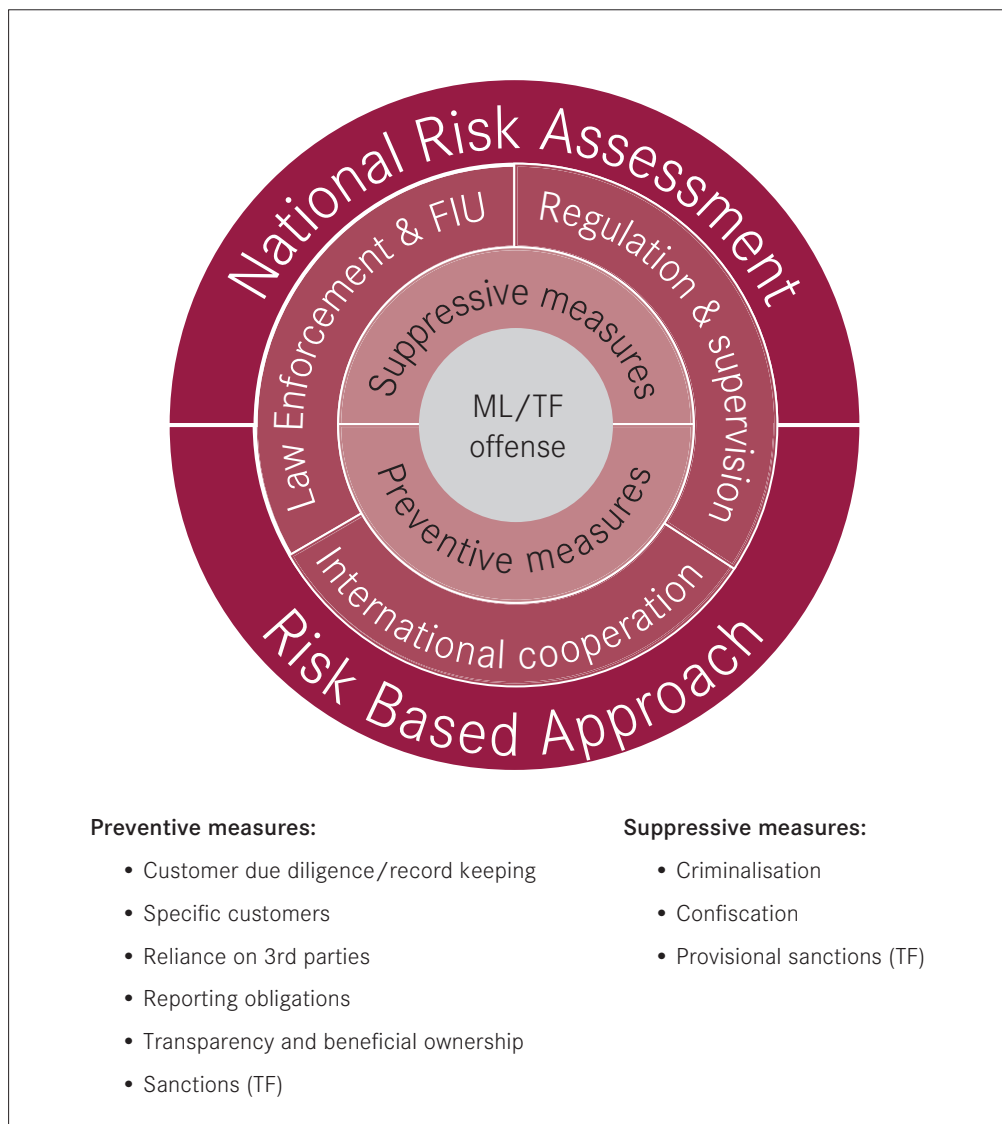 National Risk Assessment
Law Enforcement & FIU
Regulation & supervision
Suppressive measures
ML/TF
offense
Preventive measures
International cooperation
Risk Based Approach
Preventive measures:
• Customer due diligence/record keeping
• Specific customers
• Reliance on 3rd parties
• Reporting obligations
• Transparency and beneficial ownership
• Sanctions (TF)
Suppressive measures:
• Criminalisation
• Confiscation
• Provisional sanctions (TF)